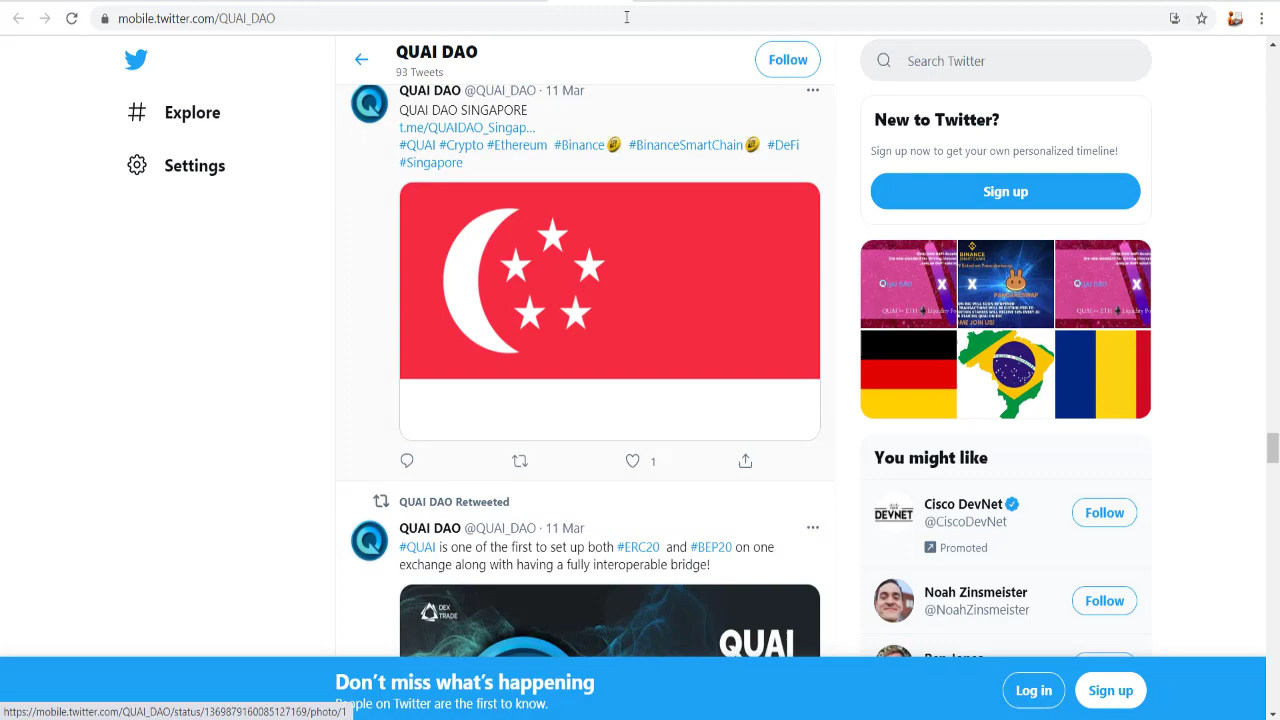 mobile.twitter.com/QUAI_DAO
QUAI DAO
93 Tweets
Follow
Explore
Settings
QUAI DAO @QUAI_DAO · 11 Mar
QUAI DAO SINGAPORE
t.me/QUAIDAO_Singap...
#QUAI #Crypto #Ethereum #Binance #BinanceSmartChain #DeFi
#Singapore
1
QUAI DAO Retweeted
QUAI DAO @QUAI_DAO · 11 Mar
#QUAI is one of the first to set up both #ERC20 and #BEP20 on one
exchange along with having a fully interoperable bridge!
DEX
TRADE
QUAI
Search Twitter
New to Twitter?
Sign up now to get your own personalized timeline!
Sign up
BINANCE
SMART CHAIN
PANCAKESWAP
You might like
DEVNET
Cisco DevNet
@CiscoDevNet
Follow
Promoted
Noah Zinsmeister
@NoahZinsmeister
Follow
Don't miss what's happening
People on Twitter are the first to know.
Log in
Sign up
https://mobile.twitter.com/QUAI_DAO/status/1369879160085127169/photo/1